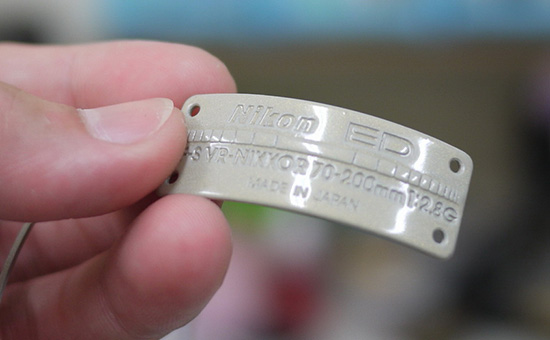 Nikon ED
-S VR-NIKKOR 70-200mm 1:2.8G
MADE IN JAPAN